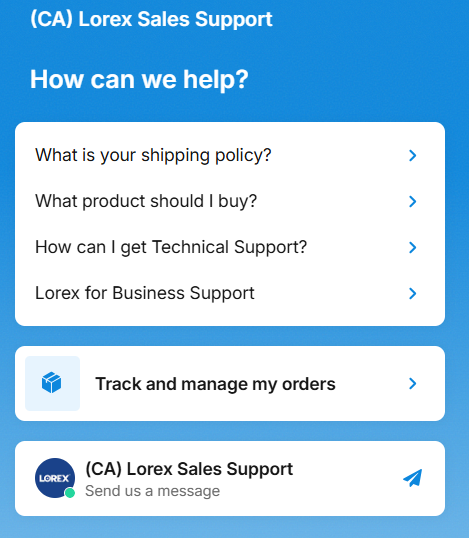 (CA) Lorex Sales Support
How can we help?
What is your shipping policy?
What product should I buy?
How can I get Technical Support?
Lorex for Business Support
Track and manage my orders
LOREX
(CA) Lorex Sales Support
Send us a message